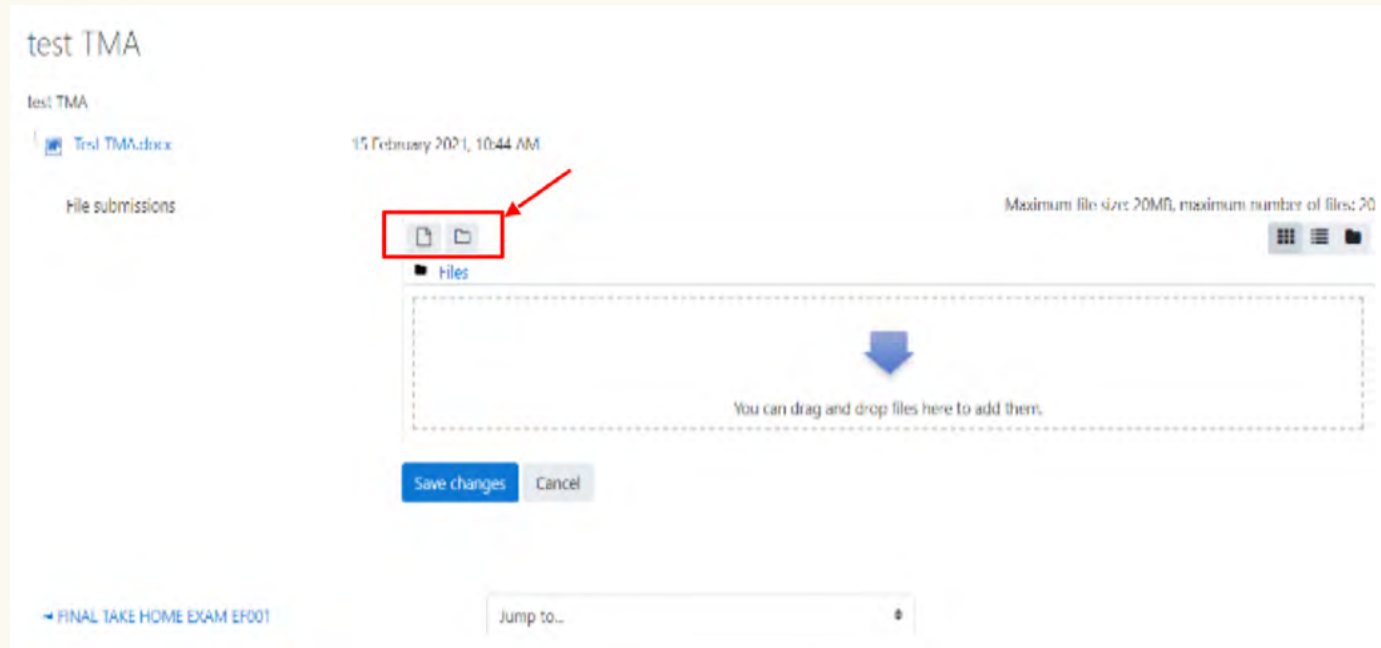 test TMA
test TMA
Test TMA.docx 15 February 2021, 10:44 AM
File submissions
Maximum file size: 20MB, maximum number of files: 20
Files
You can drag and drop files here to add them.
Save changes Cancel
FINAL TAKE HOME EXAM EF001 Jump to...